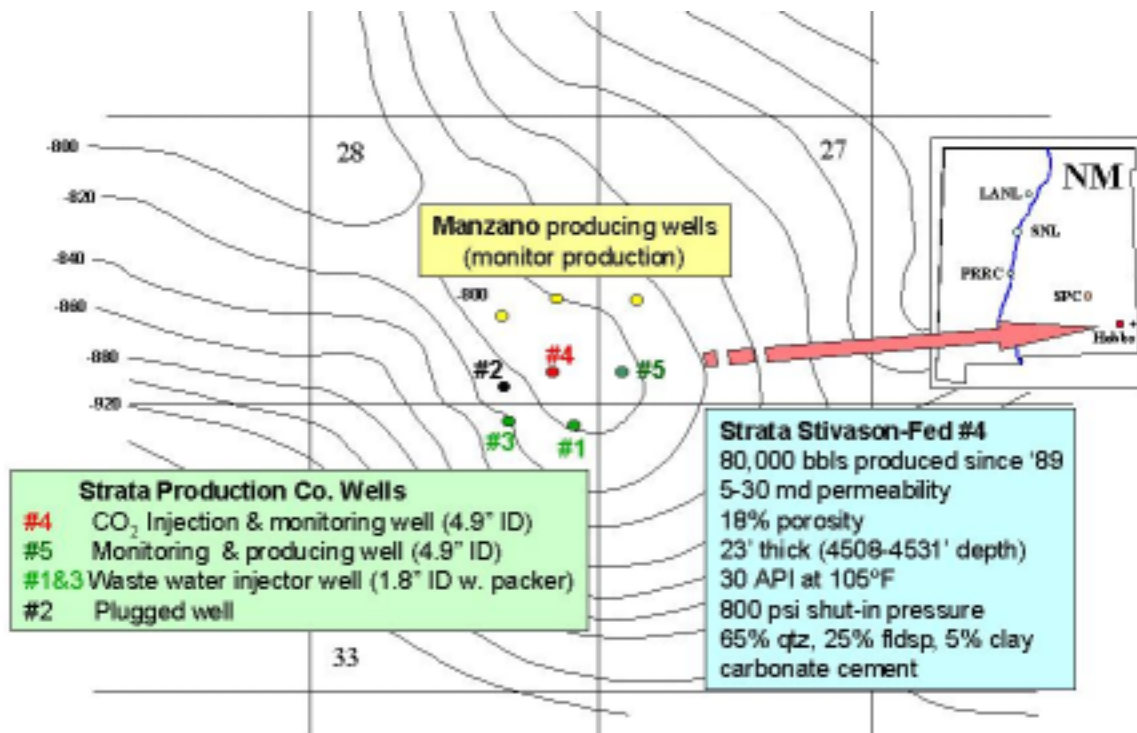 28
27
-800
-820
-840
-860
-880
-920
Manzano producing wells
(monitor production)
-800
#4
#2
#5
#3
#1
NM
LANL
SNL
PRRC
SPC
Strata Production Co. Wells
#4 CO₂ Injection & monitoring well (4.9" ID)
#5 Monitoring & producing well (4.9" ID)
#1&3 Waste water injector well (1.8" ID w. packer)
#2 Plugged well
33
Strata Stivason-Fed #4
80,000 bbls produced since '89
5-30 md permeability
18% porosity
23' thick (4508-4531' depth)
30 API at 105ºF
800 psi shut-in pressure
65% qtz, 25% fldsp, 5% clay
carbonate cement